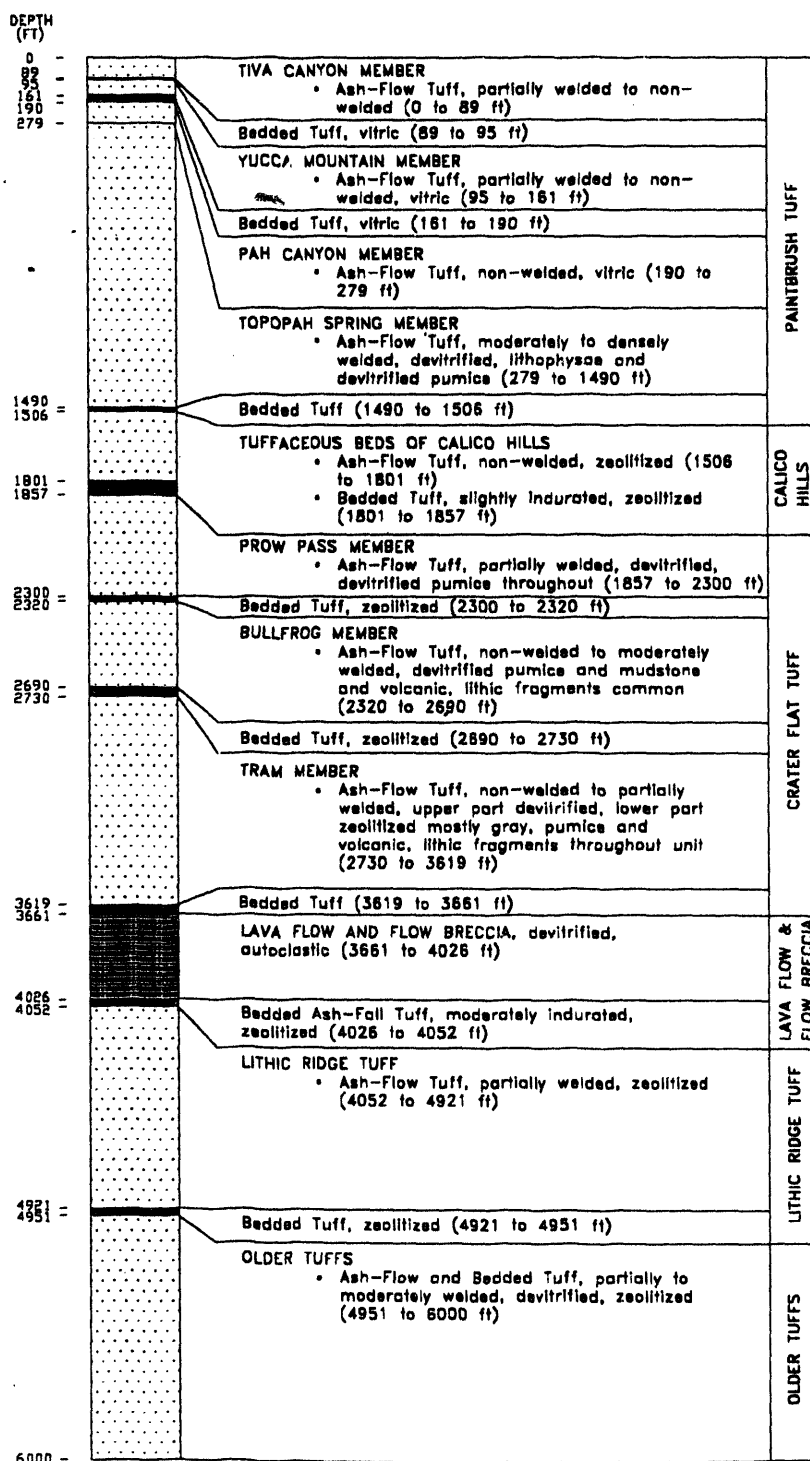 DEPTH
(FT)
0 -
89 =
95 =
161 =
190 -
279 -
1490 =
1506 =
1801 =
1857 =
2300 =
2320 =
2690 =
2730 =
3619 =
3661 =
4026 =
4052 =
4921 =
4951 =
6000 -
TIVA CANYON MEMBER
• Ash-Flow Tuff, partially welded to non-
welded (0 to 89 ft)
Bedded Tuff, vitric (89 to 95 ft)
YUCCA MOUNTAIN MEMBER
• Ash-Flow Tuff, partially welded to non-
welded, vitric (95 to 161 ft)
Bedded Tuff, vitric (161 to 190 ft)
PAH CANYON MEMBER
• Ash-Flow Tuff, non-welded, vitric (190 to
279 ft)
TOPOPAH SPRING MEMBER
• Ash-Flow Tuff, moderately to densely
welded, devitrified, lithophysae and
devitrified pumice (279 to 1490 ft)
Bedded Tuff (1490 to 1506 ft)
TUFFACEOUS BEDS OF CALICO HILLS
• Ash-Flow Tuff, non-welded, zeolitized (1506
to 1801 ft)
• Bedded Tuff, slightly indurated, zeolitized
(1801 to 1857 ft)
PROW PASS MEMBER
• Ash-Flow Tuff, partially welded, devitrified,
devitrified pumice throughout (1857 to 2300 ft)
Bedded Tuff, zeolitized (2300 to 2320 ft)
BULLFROG MEMBER
• Ash-Flow Tuff, non-welded to moderately
welded, devitrified pumice and mudstone
and volcanic, lithic fragments common
(2320 to 2690 ft)
Bedded Tuff, zeolitized (2690 to 2730 ft)
TRAM MEMBER
• Ash-Flow Tuff, non-welded to partially
welded, upper part devitrified, lower part
zeolitized mostly gray, pumice and
volcanic, lithic fragments throughout unit
(2730 to 3619 ft)
Bedded Tuff (3619 to 3661 ft)
LAVA FLOW AND FLOW BRECCIA, devitrified,
autoclastic (3661 to 4026 ft)
Bedded Ash-Fall Tuff, moderately indurated,
zeolitized (4026 to 4052 ft)
LITHIC RIDGE TUFF
• Ash-Flow Tuff, partially welded, zeolitized
(4052 to 4921 ft)
Bedded Tuff, zeolitized (4921 to 4951 ft)
OLDER TUFFS
• Ash-Flow and Bedded Tuff, partially to
moderately welded, devitrified, zeolitized
(4951 to 6000 ft)
PAINTBRUSH TUFF
CALICO
HILLS
CRATER FLAT TUFF
LAVA FLOW &
FLOW BRECCIA
LITHIC RIDGE TUFF
OLDER TUFFS